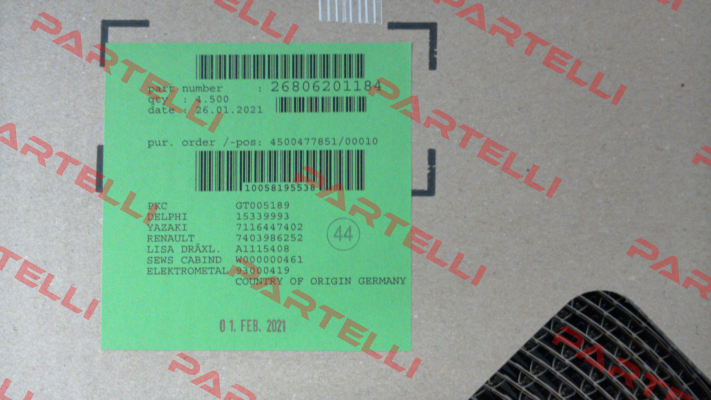 part number : 26806201184
qty : 4.500
date : 26.01.2021
pur. order /-pos: 4500477851/00010
10058195538
PKC GT005189
DELPHI 15339993
YAZAKI 7116447402
RENAULT 7403986252
LISA DRÄXL. A1115408
SEWS CABIND W000000461
ELEKTROMETAL 93000419
COUNTRY OF ORIGIN GERMANY
44
01. FEB. 2021
PARTELLI
PARTELLI
PARTELLI
PARTELLI
PARTELLI
PARTELLI